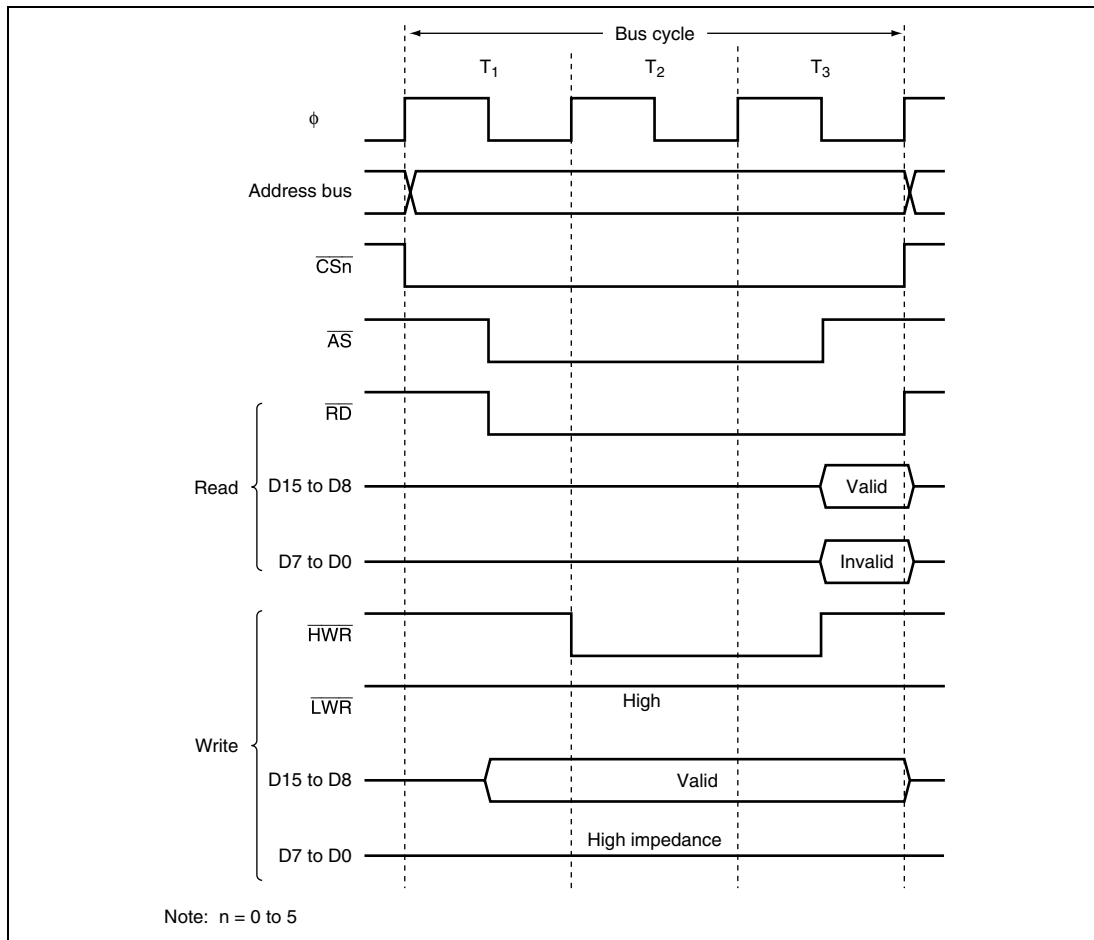 Bus cycle
T1 T2 T3
φ
Address bus
CSn
AS
RD
Read
D15 to D8 Valid
D7 to D0 Invalid
HWR
LWR High
Write
D15 to D8 Valid
D7 to D0 High impedance
Note: n = 0 to 5